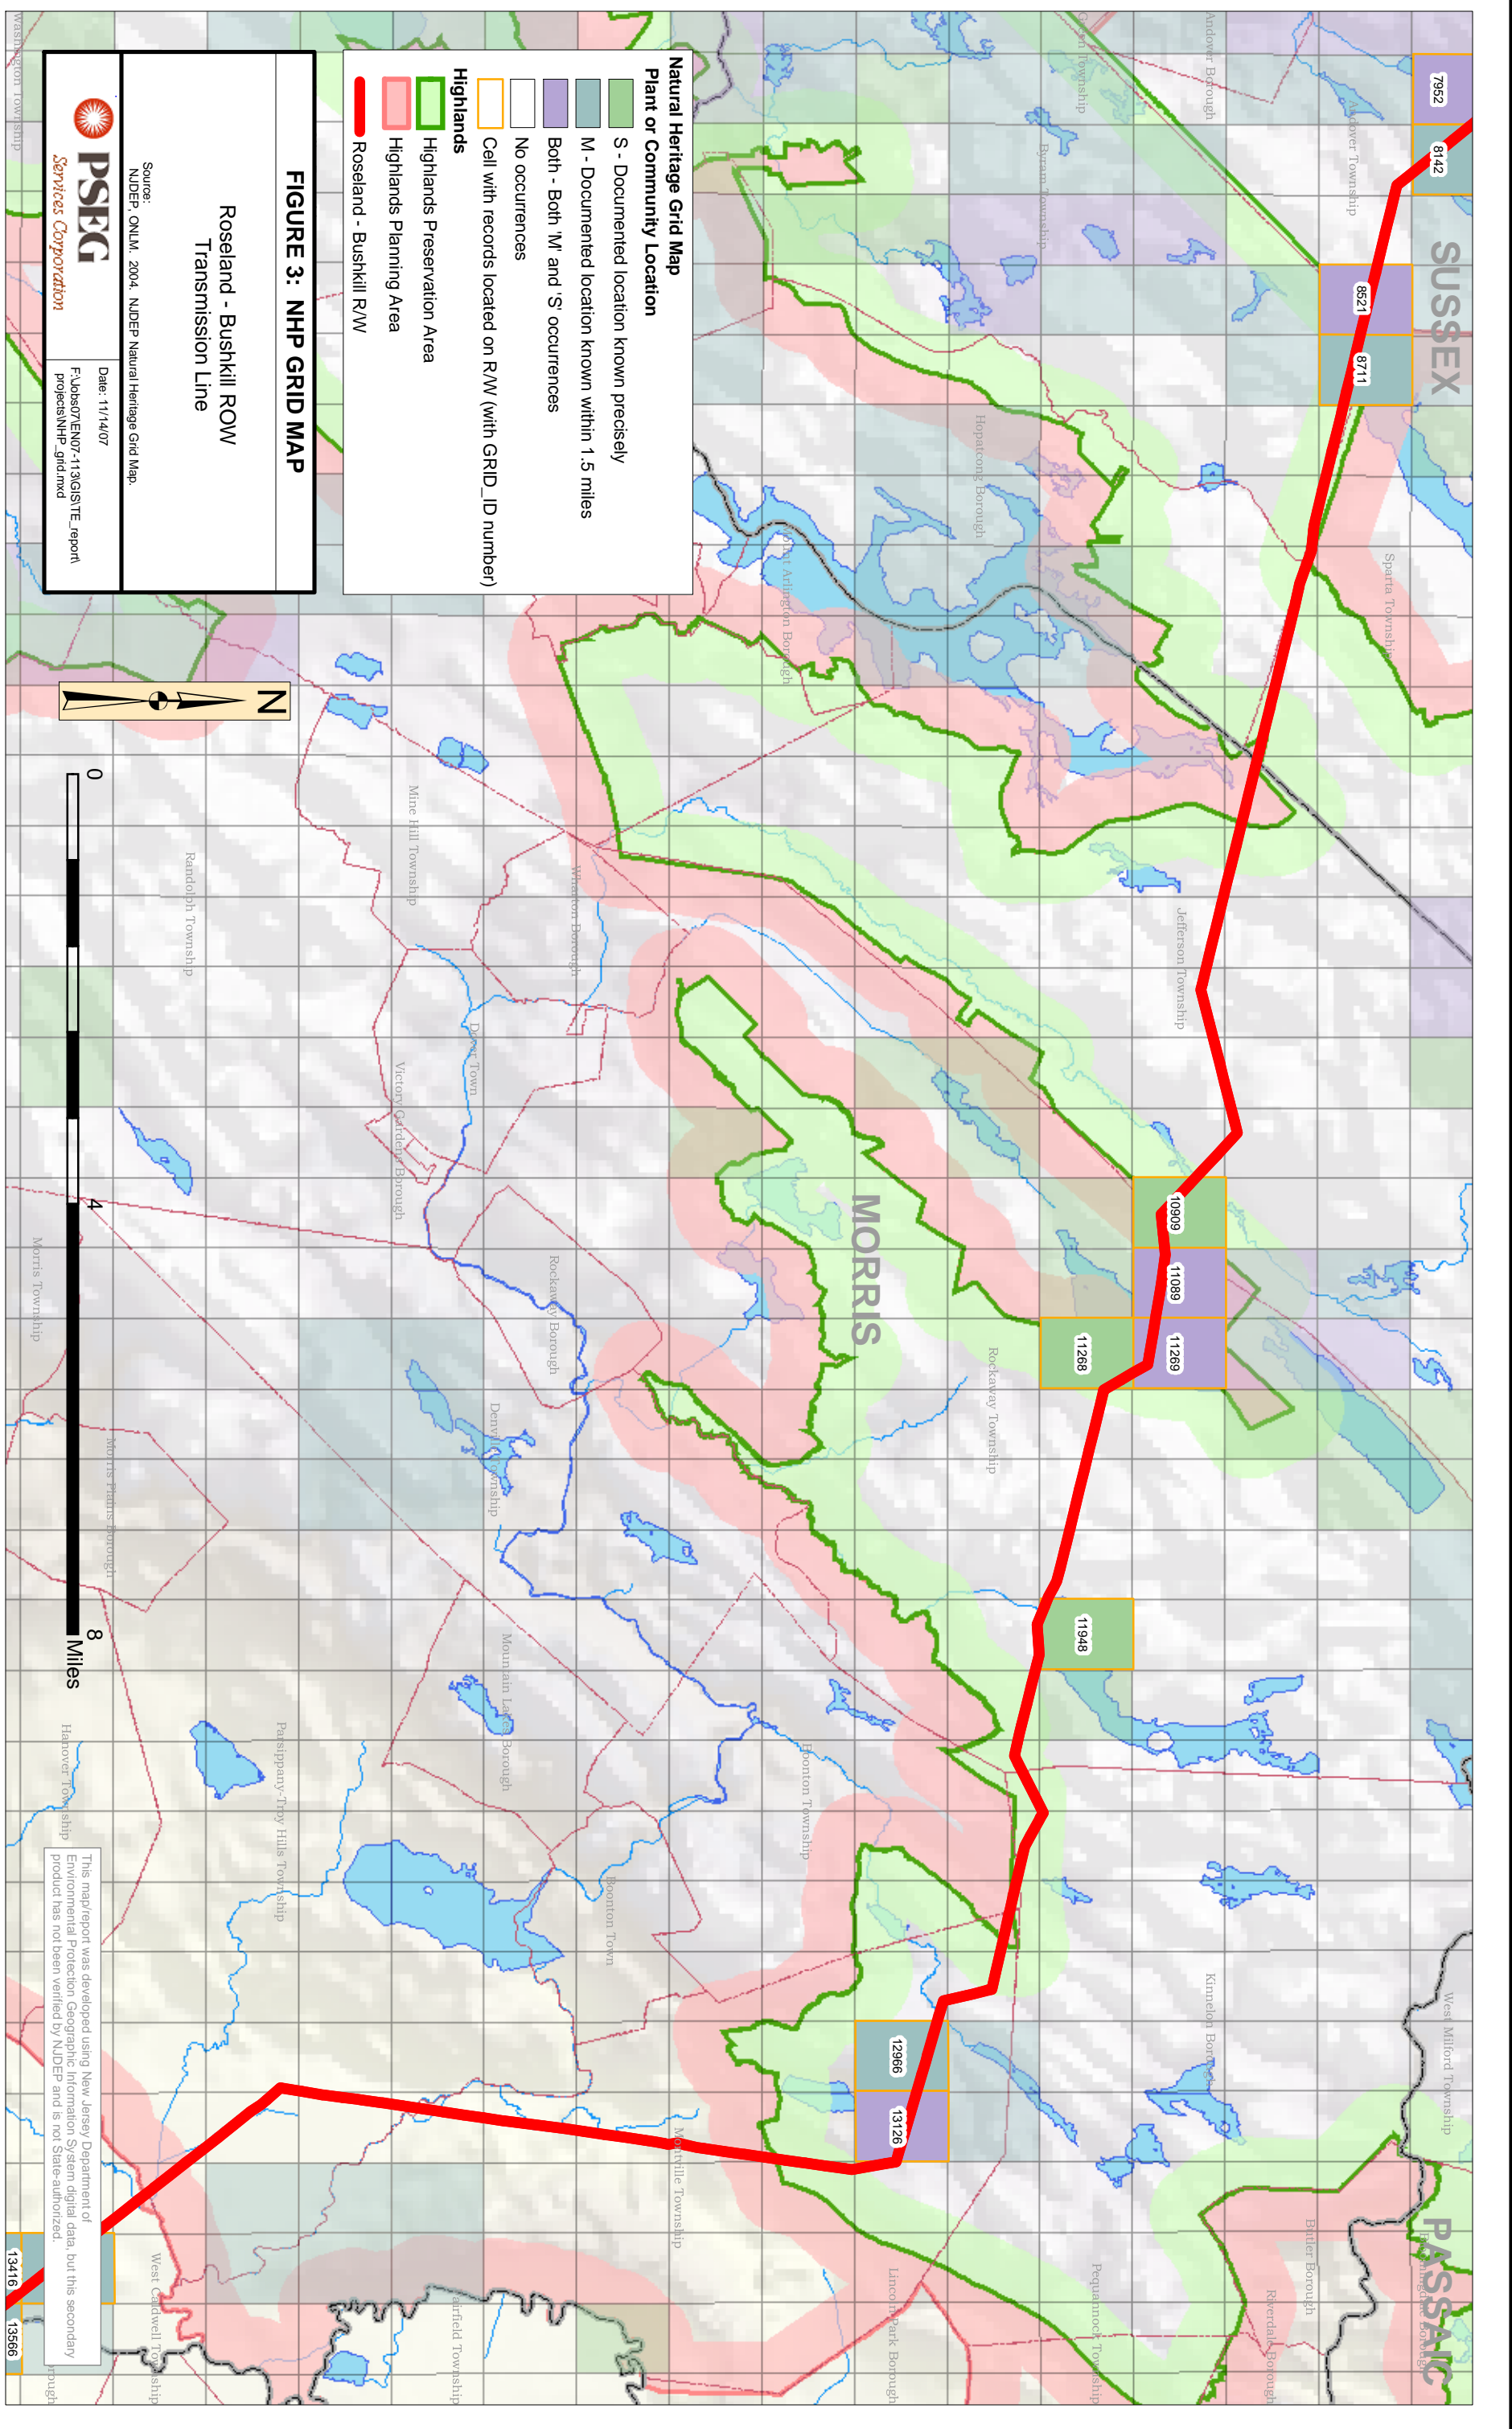 SUSSEX
MORRIS
PASSAIC
7952
8142
8521
8711
10909
11089
11269
11268
11948
12966
13126
13416
13566
Washington Township
Green Township
Andover Borough
Andover Township
Byram Township
Hopatcong Borough
Mount Arlington Borough
Sparta Township
Jefferson Township
Mine Hill Township
Randolph Township
Wharton Borough
Dover Town
Victory Gardens Borough
Rockaway Borough
Rockaway Township
Denville Township
Morris Township
Morris Plains Borough
Mountain Lakes Borough
Parsippany-Troy Hills Township
Hanover Township
Boonton Township
Boonton Town
Kinnelon Borough
West Milford Township
Montville Township
Lincoln Park Borough
Pequannock Township
Riverdale Borough
Butler Borough
Fairfield Township
West Caldwell Township
Natural Heritage Grid Map
Plant or Community Location
S - Documented location known precisely
M - Documented location known within 1.5 miles
Both - Both 'M' and 'S' occurrences
No occurrences
Cell with records located on R/W (with GRID_ID number)
Highlands
Highlands Preservation Area
Highlands Planning Area
Roseland - Bushkill R/W
FIGURE 3: NHP GRID MAP
Roseland - Bushkill ROW
Transmission Line
Source:
NJDEP, ONLM. 2004. NJDEP Natural Heritage Grid Map.
PSEG
Services Corporation
Date: 11/14/07
F:\Jobs07\EN07-113\GIS\TE_report\
projects\NHP_grid.mxd
N
0
4
8
Miles
This map/report was developed using New Jersey Department of
Environmental Protection Geographic Information System digital data, but this secondary
product has not been verified by NJDEP and is not State-authorized.